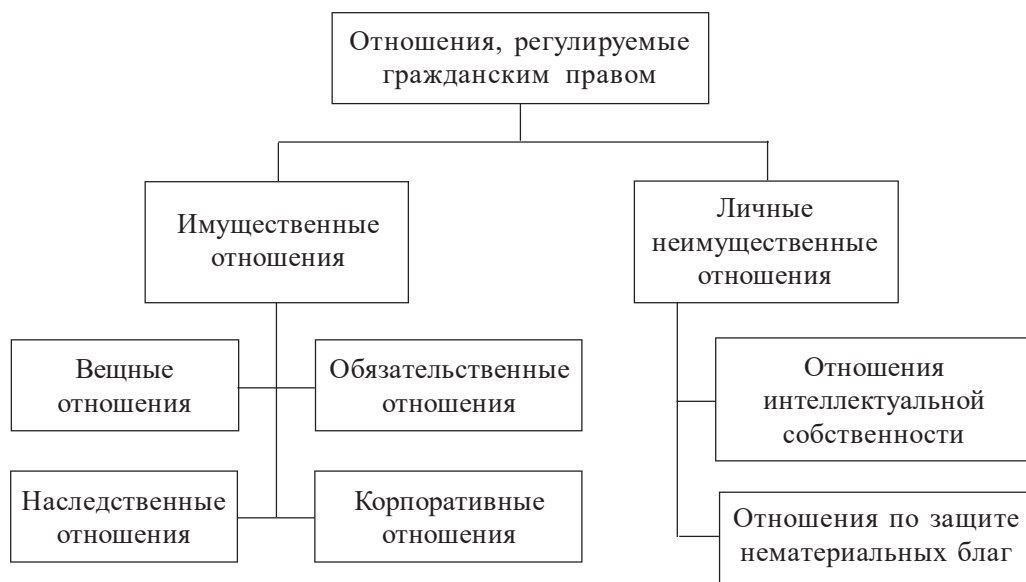 Отношения, регулируемые
гражданским правом
Имущественные
отношения
Личные
неимущественные
отношения
Вещные
отношения
Обязательственные
отношения
Отношения
интеллектуальной
собственности
Наследственные
отношения
Корпоративные
отношения
Отношения по защите
нематериальных благ